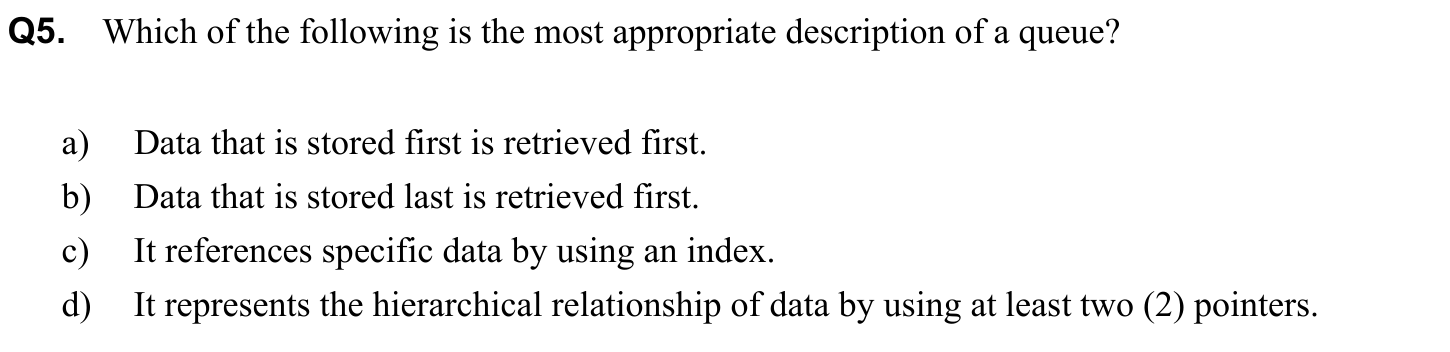 Q5. Which of the following is the most appropriate description of a queue?
a) Data that is stored first is retrieved first.
b) Data that is stored last is retrieved first.
c) It references specific data by using an index.
d) It represents the hierarchical relationship of data by using at least two (2) pointers.